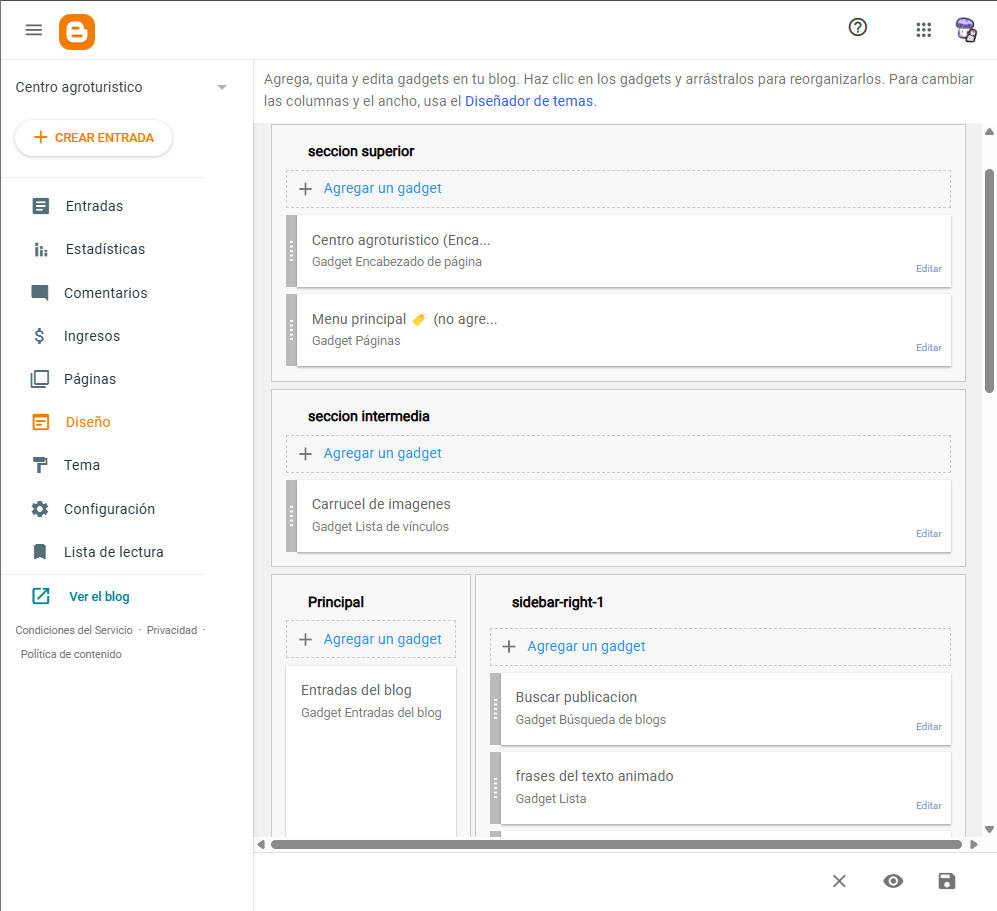 Centro agroturistico
CREAR ENTRADA
Entradas
Estadísticas
Comentarios
Ingresos
Páginas
Diseño
Tema
Configuración
Lista de lectura
Ver el blog
Condiciones del Servicio · Privacidad ·
Política de contenido
Agrega, quita y edita gadgets en tu blog. Haz clic en los gadgets y arrástralos para reorganizarlos. Para cambiar
las columnas y el ancho, usa el Diseñador de temas.
seccion superior
Agregar un gadget
Centro agroturistico (Enca...
Gadget Encabezado de página
Editar
Menu principal 🏷️ (no agre...
Gadget Páginas
Editar
seccion intermedia
Agregar un gadget
Carrucel de imagenes
Gadget Lista de vínculos
Editar
Principal
Agregar un gadget
Entradas del blog
Gadget Entradas del blog
sidebar-right-1
Agregar un gadget
Buscar publicacion
Gadget Búsqueda de blogs
Editar
frases del texto animado
Gadget Lista
Editar